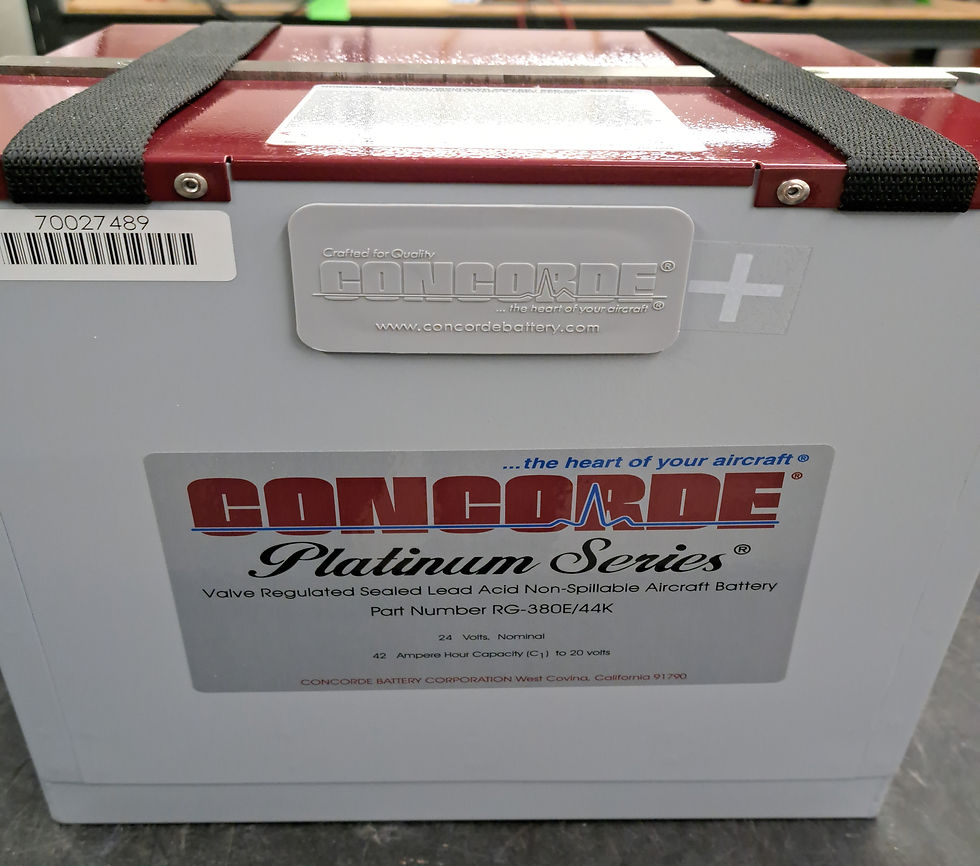 70027489
Crafted for Quality
CONCORDE®
... the heart of your aircraft®
www.concordebattery.com
+
...the heart of your aircraft®
CONCORDE®
Platinum Series®
Valve Regulated Sealed Lead Acid Non-Spillable Aircraft Battery
Part Number RG-380E/44K
24 Volts, Nominal
42 Ampere Hour Capacity (C1) to 20 volts
CONCORDE BATTERY CORPORATION West Covina, California 91790